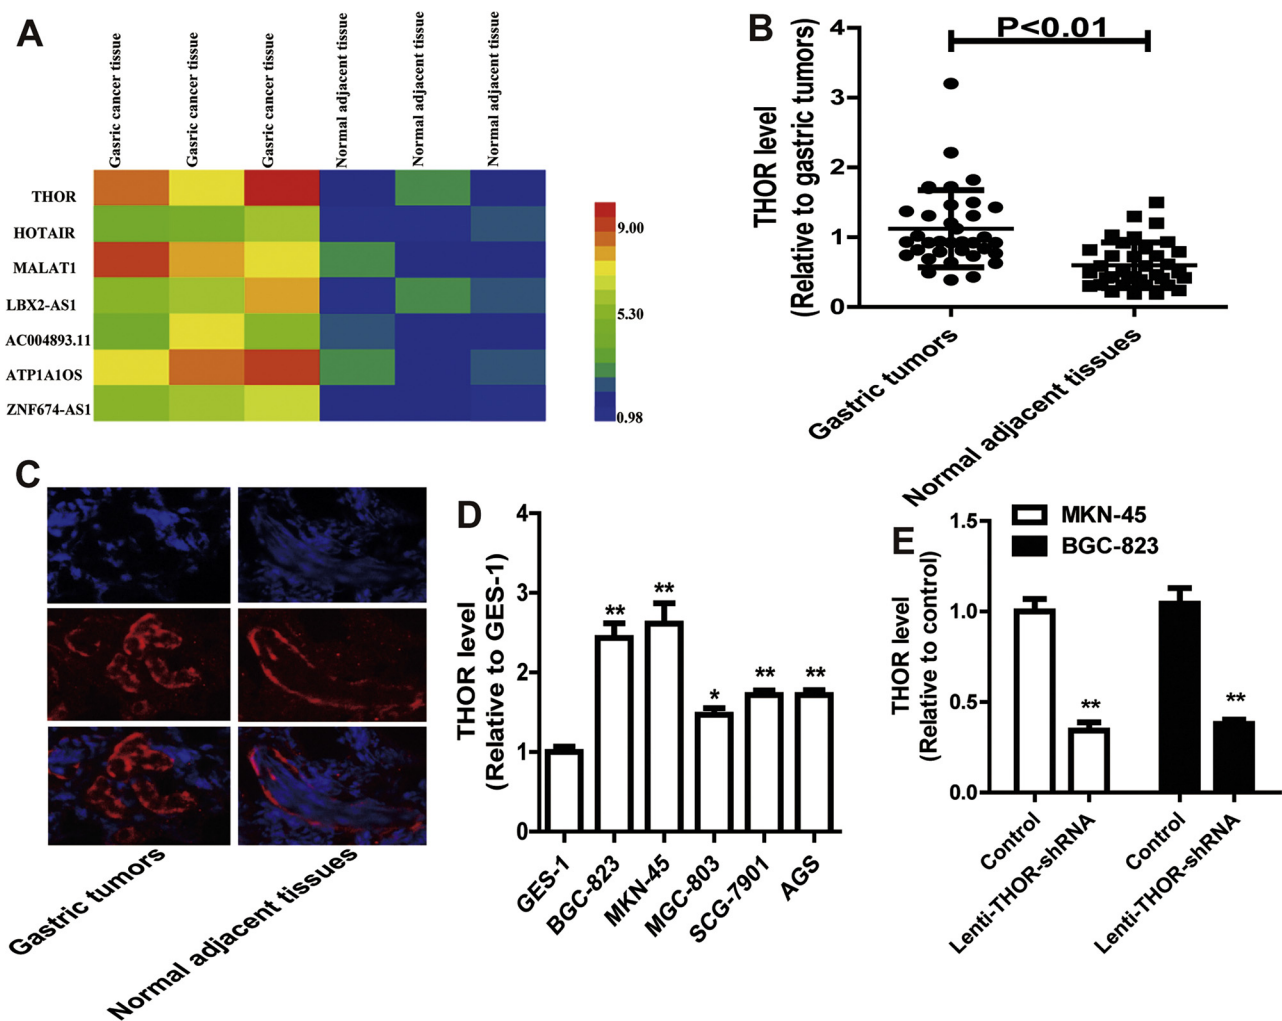 A
Gasric cancer tissue
Gasric cancer tissue
Gasric cancer tissue
Normal adjacent tissue
Normal adjacent tissue
Normal adjacent tissue
THOR
HOTAIR
MALAT1
LBX2-AS1
AC004893.11
ATP1A1OS
ZNF674-AS1
9.00
5.30
0.98
B
P<0.01
THOR level
(Relative to gastric tumors)
4
3
2
1
0
Gastric tumors
Normal adjacent tissues
C
Gastric tumors
Normal adjacent tissues
D
THOR level
(Relative to GES-1)
4
3
2
1
0
**
**
*
**
**
GES-1
BGC-823
MKN-45
MGC-803
SCG-7901
AGS
E
MKN-45
BGC-823
THOR level
(Relative to control)
1.5
1.0
0.5
0.0
**
**
Control
Lenti-THOR-shRNA
Control
Lenti-THOR-shRNA